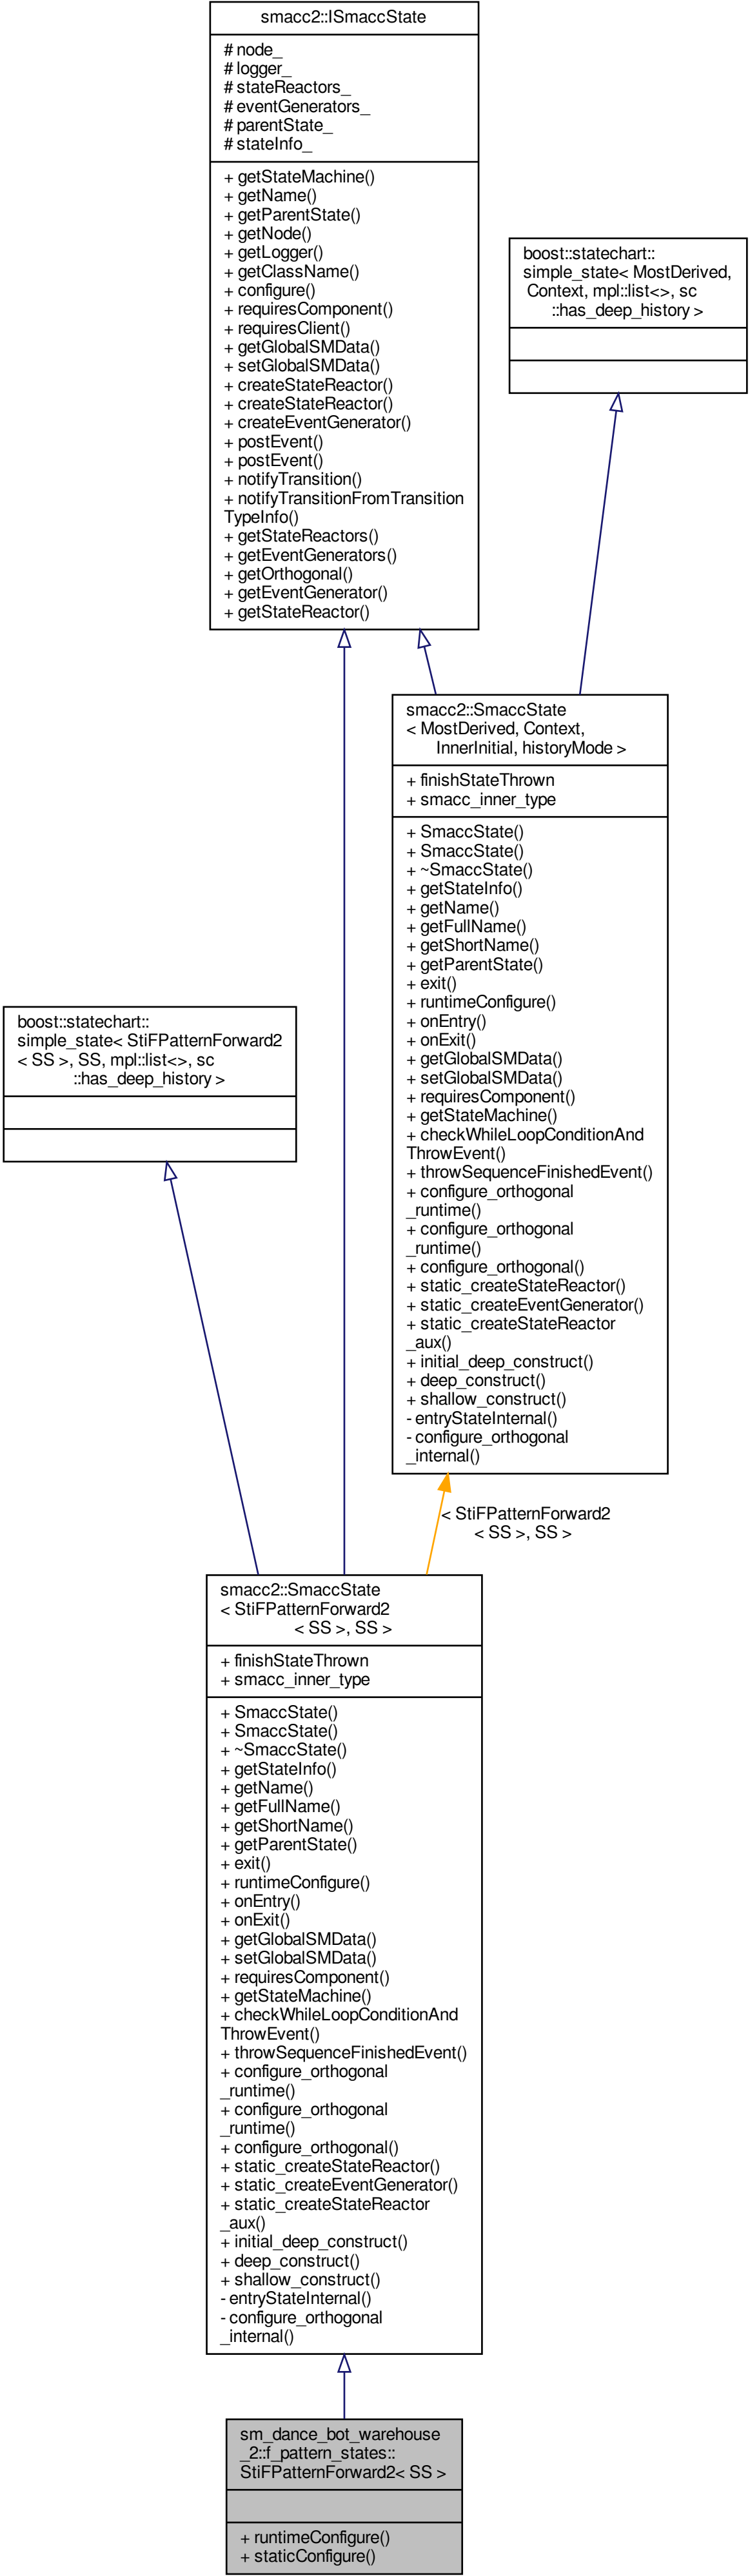 smacc2::ISmaccState
# node_
# logger_
# stateReactors_
# eventGenerators_
# parentState_
# stateInfo_
+ getStateMachine()
+ getName()
+ getParentState()
+ getNode()
+ getLogger()
+ getClassName()
+ configure()
+ requiresComponent()
+ requiresClient()
+ getGlobalSMData()
+ setGlobalSMData()
+ createStateReactor()
+ createStateReactor()
+ createEventGenerator()
+ postEvent()
+ postEvent()
+ notifyTransition()
+ notifyTransitionFromTransition
TypeInfo()
+ getStateReactors()
+ getEventGenerators()
+ getOrthogonal()
+ getEventGenerator()
+ getStateReactor()
boost::statechart::
simple_state< MostDerived,
Context, mpl::list<>, sc
::has_deep_history >
smacc2::SmaccState
< MostDerived, Context,
InnerInitial, historyMode >
+ finishStateThrown
+ smacc_inner_type
+ SmaccState()
+ SmaccState()
+ ~SmaccState()
+ getStateInfo()
+ getName()
+ getFullName()
+ getShortName()
+ getParentState()
+ exit()
+ runtimeConfigure()
+ onEntry()
+ onExit()
+ getGlobalSMData()
+ setGlobalSMData()
+ requiresComponent()
+ getStateMachine()
+ checkWhileLoopConditionAnd
ThrowEvent()
+ throwSequenceFinishedEvent()
+ configure_orthogonal
_runtime()
+ configure_orthogonal
_runtime()
+ configure_orthogonal()
+ static_createStateReactor()
+ static_createEventGenerator()
+ static_createStateReactor
_aux()
+ initial_deep_construct()
+ deep_construct()
+ shallow_construct()
- entryStateInternal()
- configure_orthogonal
_internal()
boost::statechart::
simple_state< StiFPatternForward2
< SS >, SS, mpl::list<>, sc
::has_deep_history >
< StiFPatternForward2
< SS >, SS >
smacc2::SmaccState
< StiFPatternForward2
< SS >, SS >
+ finishStateThrown
+ smacc_inner_type
+ SmaccState()
+ SmaccState()
+ ~SmaccState()
+ getStateInfo()
+ getName()
+ getFullName()
+ getShortName()
+ getParentState()
+ exit()
+ runtimeConfigure()
+ onEntry()
+ onExit()
+ getGlobalSMData()
+ setGlobalSMData()
+ requiresComponent()
+ getStateMachine()
+ checkWhileLoopConditionAnd
ThrowEvent()
+ throwSequenceFinishedEvent()
+ configure_orthogonal
_runtime()
+ configure_orthogonal
_runtime()
+ configure_orthogonal()
+ static_createStateReactor()
+ static_createEventGenerator()
+ static_createStateReactor
_aux()
+ initial_deep_construct()
+ deep_construct()
+ shallow_construct()
- entryStateInternal()
- configure_orthogonal
_internal()
sm_dance_bot_warehouse
_2::f_pattern_states::
StiFPatternForward2< SS >
+ runtimeConfigure()
+ staticConfigure()